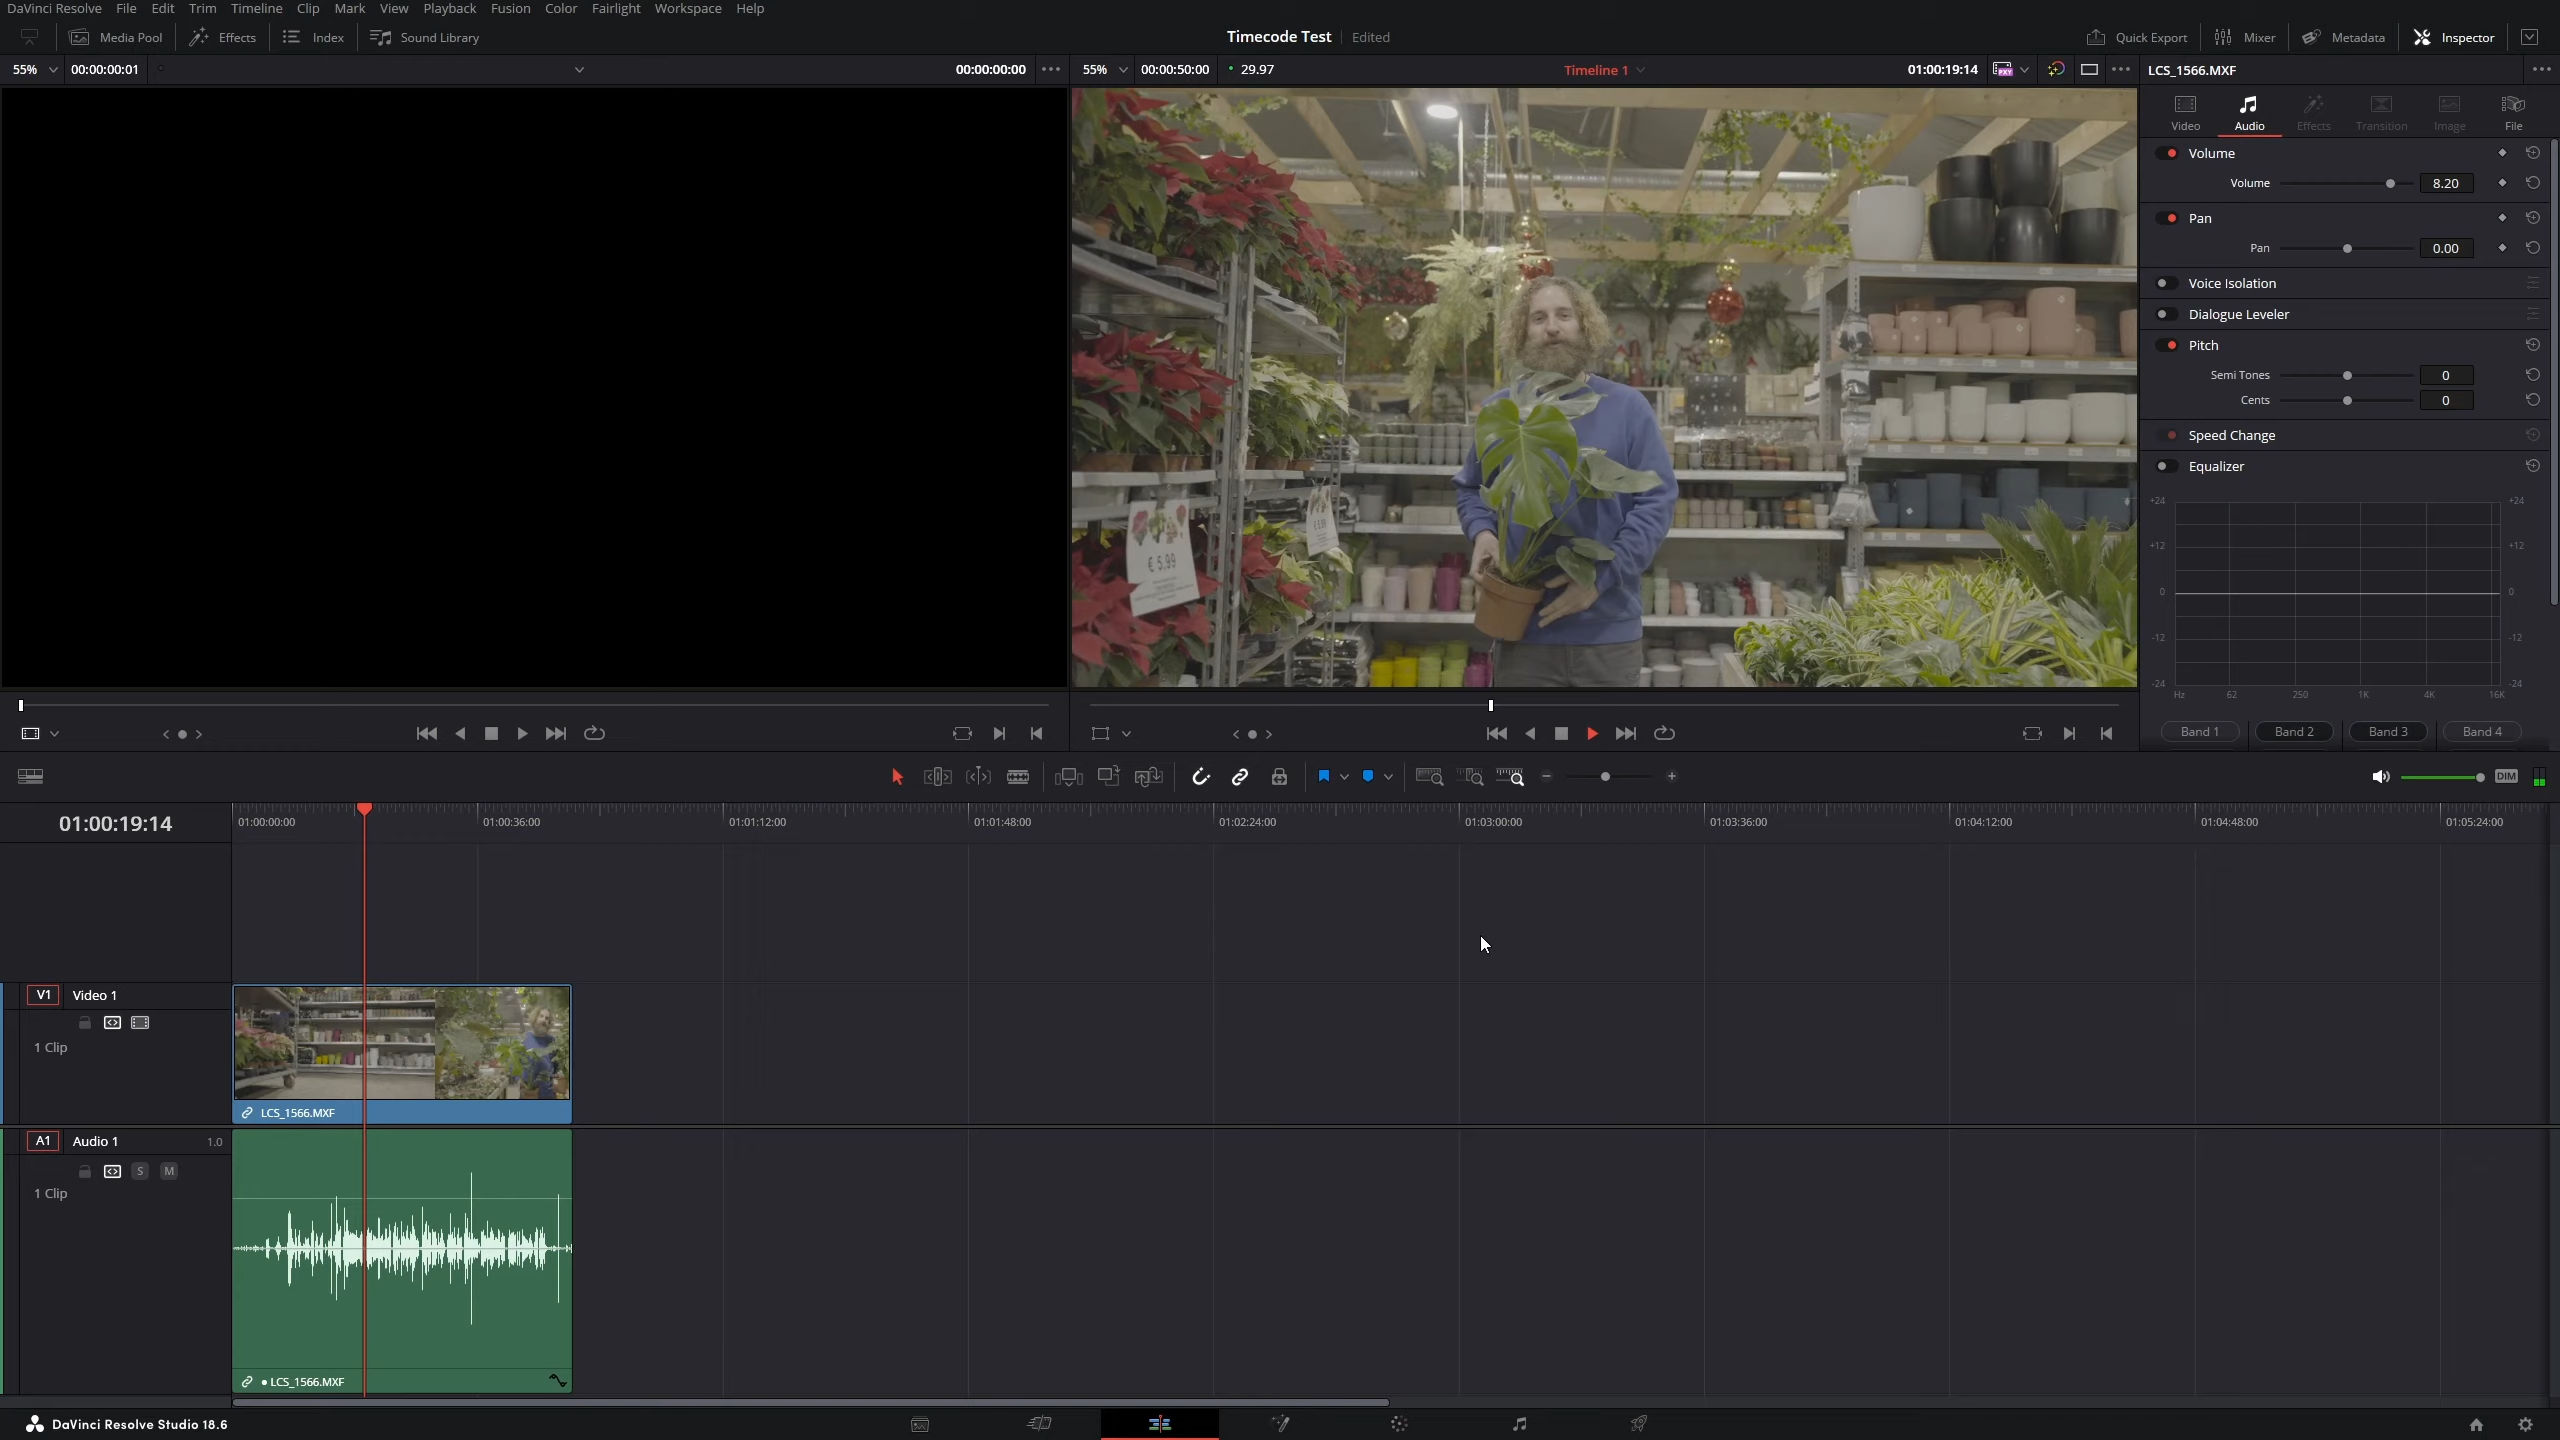 DaVinci Resolve File Edit Trim Timeline Clip Mark View Playback Fusion Color Fairlight Workspace Help
Media Pool Effects Index Sound Library Timecode Test Edited Quick Export Mixer Metadata Inspector
55% 00:00:00:01 00:00:00:00 55% 00:00:50:00 29.97 Timeline 1 01:00:19:14 PXY LCS_1566.MXF
Video Audio Effects Transition Image File
Volume
Volume 8.20
Pan
Pan 0.00
Voice Isolation
Dialogue Leveler
Pitch
Semi Tones 0
Cents 0
Speed Change
Equalizer
+24 +24
+12 +12
0 0
-12 -12
-24 -24
Hz 62 250 1K 4K 16K
Band 1 Band 2 Band 3 Band 4
€ 5,99
DIM
01:00:19:14
01:00:00:00 01:00:36:00 01:01:12:00 01:01:48:00 01:02:24:00 01:03:00:00 01:03:36:00 01:04:12:00 01:04:48:00 01:05:24:00
V1 Video 1
1 Clip
LCS_1566.MXF
A1 Audio 1 1.0
S M
1 Clip
LCS_1566.MXF
DaVinci Resolve Studio 18.6